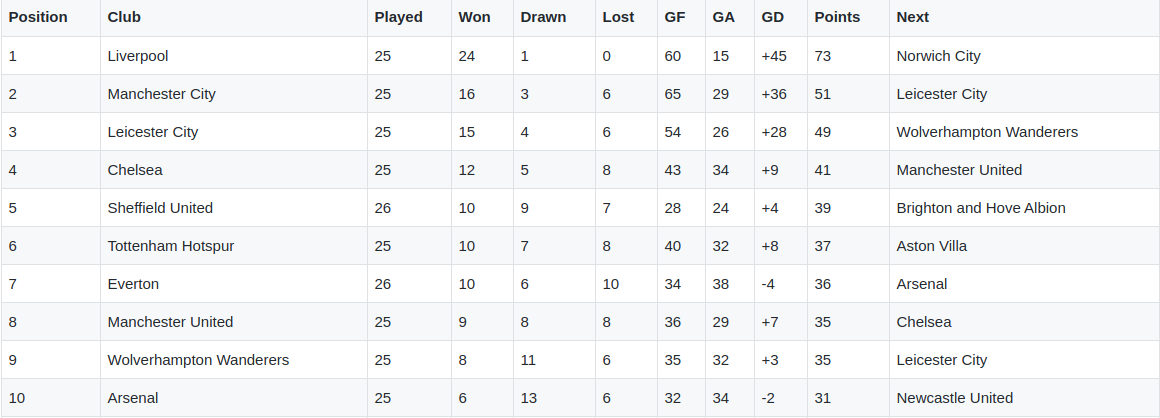 Position Club Played Won Drawn Lost GF GA GD Points Next
1 Liverpool 25 24 1 0 60 15 +45 73 Norwich City
2 Manchester City 25 16 3 6 65 29 +36 51 Leicester City
3 Leicester City 25 15 4 6 54 26 +28 49 Wolverhampton Wanderers
4 Chelsea 25 12 5 8 43 34 +9 41 Manchester United
5 Sheffield United 26 10 9 7 28 24 +4 39 Brighton and Hove Albion
6 Tottenham Hotspur 25 10 7 8 40 32 +8 37 Aston Villa
7 Everton 26 10 6 10 34 38 -4 36 Arsenal
8 Manchester United 25 9 8 8 36 29 +7 35 Chelsea
9 Wolverhampton Wanderers 25 8 11 6 35 32 +3 35 Leicester City
10 Arsenal 25 6 13 6 32 34 -2 31 Newcastle United